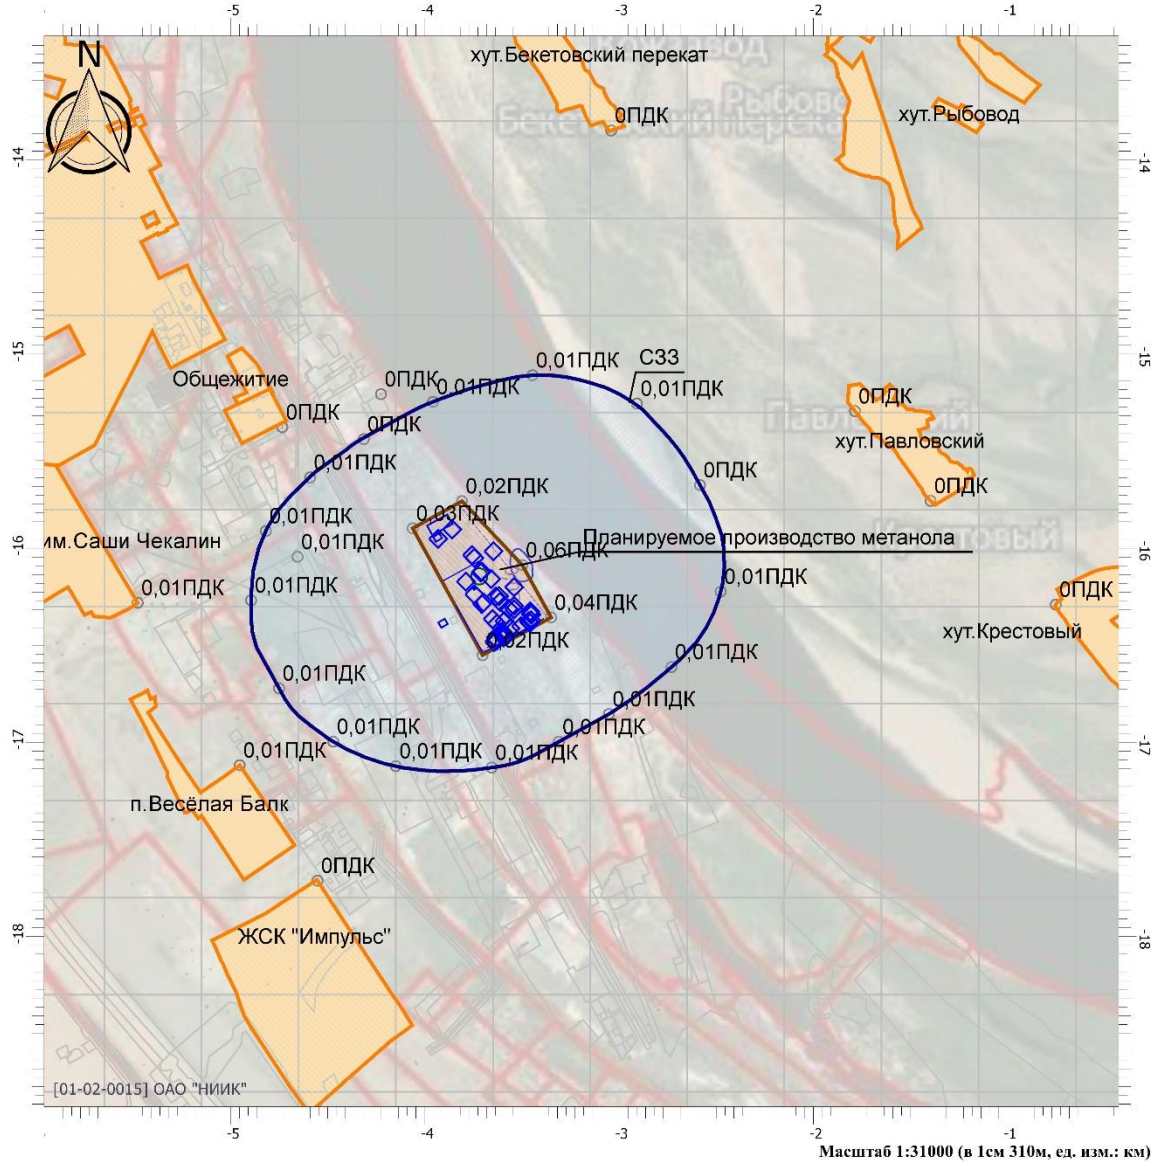 -5
-4
-3
-2
-1
N
хут.Бекетовский перекат
0ПДК
хут.Рыбовод
-14
-14
-15
-15
Общежитие
0ПДК
0ПДК
0,01ПДК
0,01ПДК
СЗЗ
0,01ПДК
0ПДК
0ПДК
хут.Павловский
Павловский
0,01ПДК
0ПДК
0ПДК
0,02ПДК
0,03ПДК
0,01ПДК
им.Саши Чекалин
0,01ПДК
0,06ПДК
Планируемое производство метанола
-16
-16
0,01ПДК
0,01ПДК
0,04ПДК
0,01ПДК
0ПДК
хут.Крестовый
0,02ПДК
0,01ПДК
0,01ПДК
0,01ПДК
0,01ПДК
0,01ПДК
0,01ПДК
0,01ПДК
0,01ПДК
-17
-17
п.Весёлая Балк
0ПДК
ЖСК "Импульс"
-18
-18
[01-02-0015] ОАО "НИИК"
-5
-4
-3
-2
-1
Масштаб 1:31000 (в 1см 310м, ед. изм.: км)